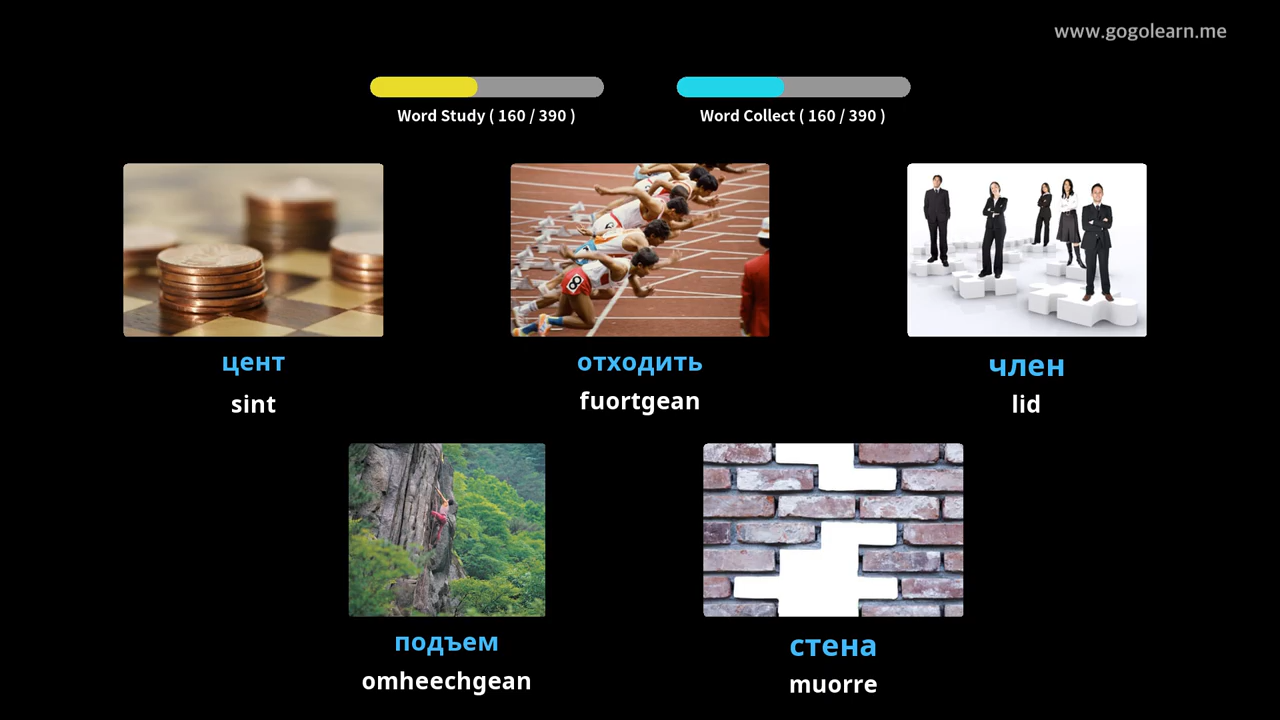 www.gogolearn.me
Word Study ( 160 / 390 )
Word Collect ( 160 / 390 )
цент
sint
отходить
fuortgean
член
lid
подъем
omheechgean
стена
muorre